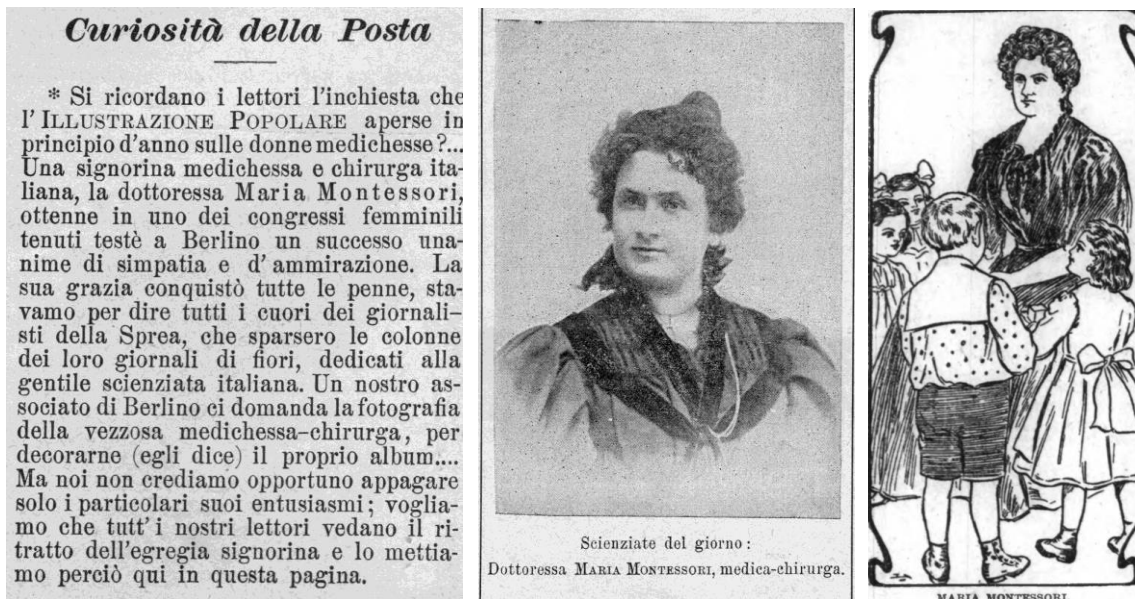 Curiosità della Posta
* Si ricordano i lettori l'inchiesta che
l'ILLUSTRAZIONE POPOLARE aperse in
principio d'anno sulle donne medichesse?...
Una signorina medichessa e chirurga ita-
liana, la dottoressa Maria Montessori,
ottenne in uno dei congressi femminili
tenuti testè a Berlino un successo una-
nime di simpatia e d'ammirazione. La
sua grazia conquistò tutte le penne, sta-
vamo per dire tutti i cuori dei giornali-
sti della Sprea, che sparsero le colonne
dei loro giornali di fiori, dedicati alla
gentile scienziata italiana. Un nostro as-
sociato di Berlino ci domanda la fotografia
della vezzosa medichessa-chirurga, per
decorarne (egli dice) il proprio album....
Ma noi non crediamo opportuno appagare
solo i particolari suoi entusiasmi; voglia-
mo che tutt'i nostri lettori vedano il ri-
tratto dell'egregia signorina e lo mettia-
mo perciò qui in questa pagina.
Scienziate del giorno:
Dottoressa MARIA MONTESSORI, medica-chirurga.
MARIA MONTESSORI